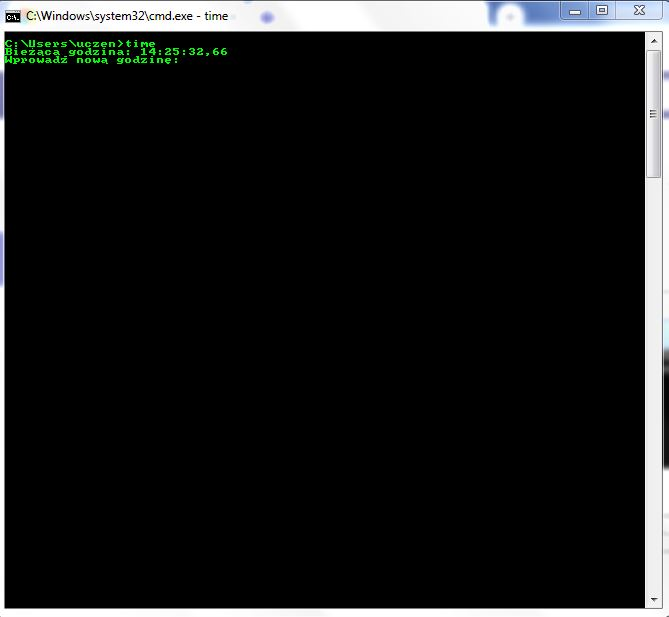 C:\Windows\system32\cmd.exe - time
C:\Users\uczen>time
Bieżąca godzina: 14:25:32,66
Wprowadź nową godzinę: